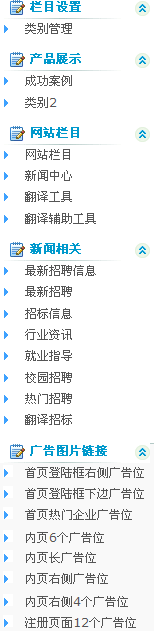 栏目设置
类别管理
产品展示
成功案例
类别2
网站栏目
网站栏目
新闻中心
翻译工具
翻译辅助工具
新闻相关
最新招聘信息
最新招聘
招标信息
行业资讯
就业指导
校园招聘
热门招聘
翻译招标
广告图片链接
首页登陆框右侧广告位
首页登陆框下边广告位
首页热门企业广告位
内页6个广告位
内页长广告位
内页右侧广告位
内页右侧4个广告位
注册页面12个广告位